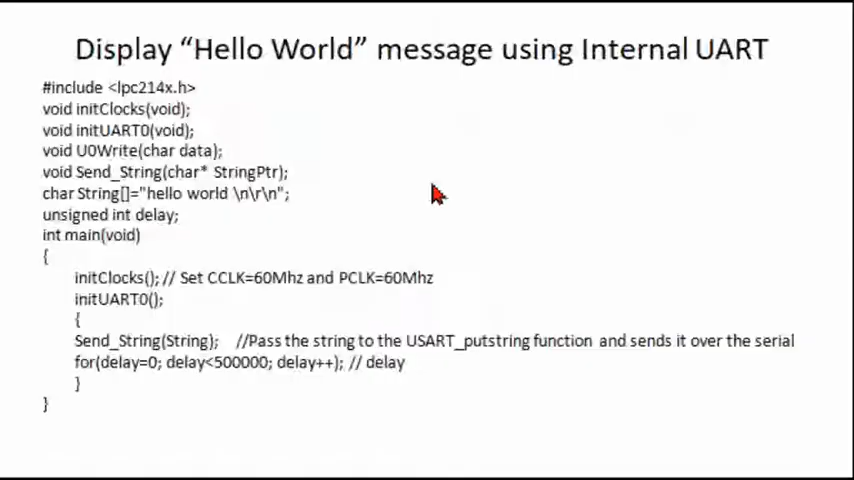 Display “Hello World” message using Internal UART
#include <lpc214x.h>
void initClocks(void);
void initUART0(void);
void U0Write(char data);
void Send_String(char* StringPtr);
char String[]="hello world \n\r\n";
unsigned int delay;
int main(void)
{
initClocks(); // Set CCLK=60Mhz and PCLK=60Mhz
initUART0();
{
Send_String(String); //Pass the string to the USART_putstring function and sends it over the serial
for(delay=0; delay<500000; delay++); // delay
}
}